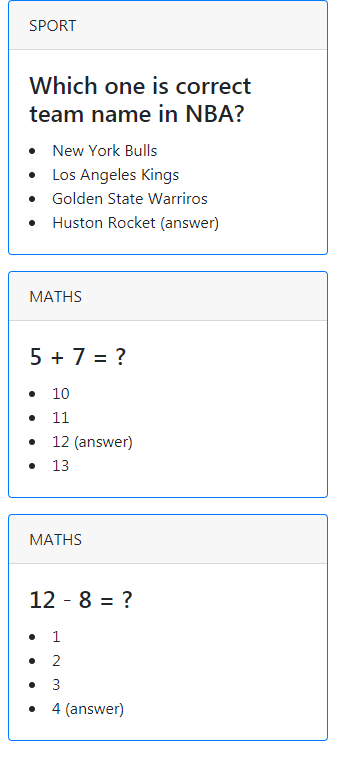 SPORT
Which one is correct
team name in NBA?
New York Bulls
Los Angeles Kings
Golden State Warriros
Huston Rocket (answer)
MATHS
5 + 7 = ?
10
11
12 (answer)
13
MATHS
12 - 8 = ?
1
2
3
4 (answer)